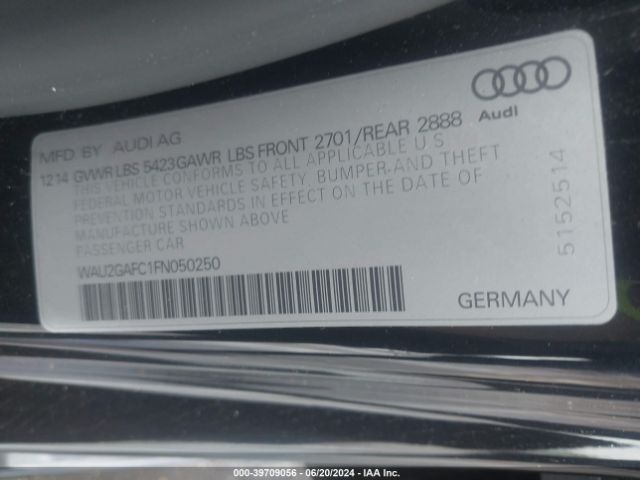 Audi
MFD BY AUDI AG
12 14 GVWR LBS 5423 GAWR LBS FRONT 2701/REAR 2888
THIS VEHICLE CONFORMS TO ALL APPLICABLE U S
FEDERAL MOTOR VEHICLE SAFETY, BUMPER, AND THEFT
PREVENTION STANDARDS IN EFFECT ON THE DATE OF
MANUFACTURE SHOWN ABOVE
PASSENGER CAR
WAU2GAFC1FN050250
5152514
GERMANY
000-39709056 - 06/20/2024 - IAA Inc.